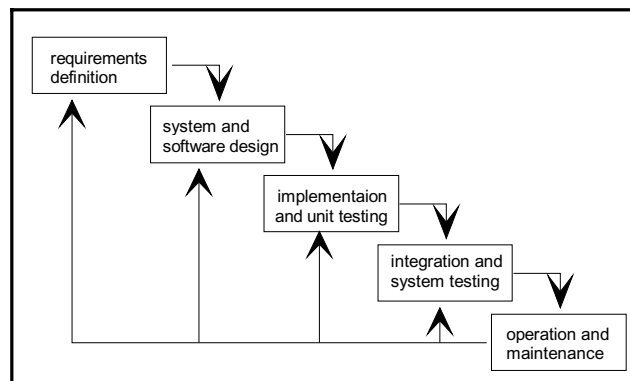 requirements
definition
system and
software design
implementaion
and unit testing
integration and
system testing
operation and
maintenance